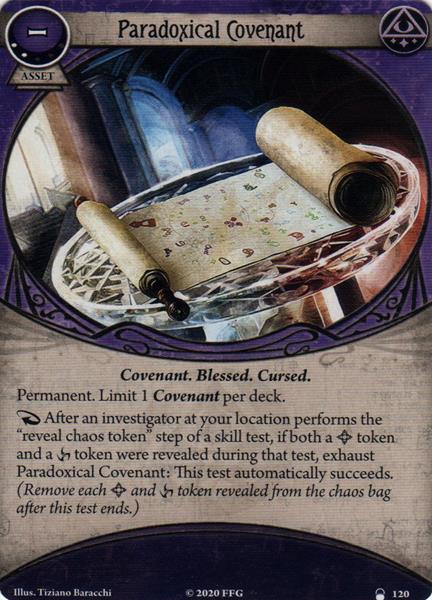 Paradoxical Covenant
ASSET
Covenant. Blessed. Cursed.
Permanent. Limit 1 Covenant per deck.
After an investigator at your location performs the
“reveal chaos token” step of a skill test, if both a token
and a token were revealed during that test, exhaust
Paradoxical Covenant: This test automatically succeeds.
(Remove each and token revealed from the chaos bag
after this test ends.)
Illus. Tiziano Baracchi © 2020 FFG 120